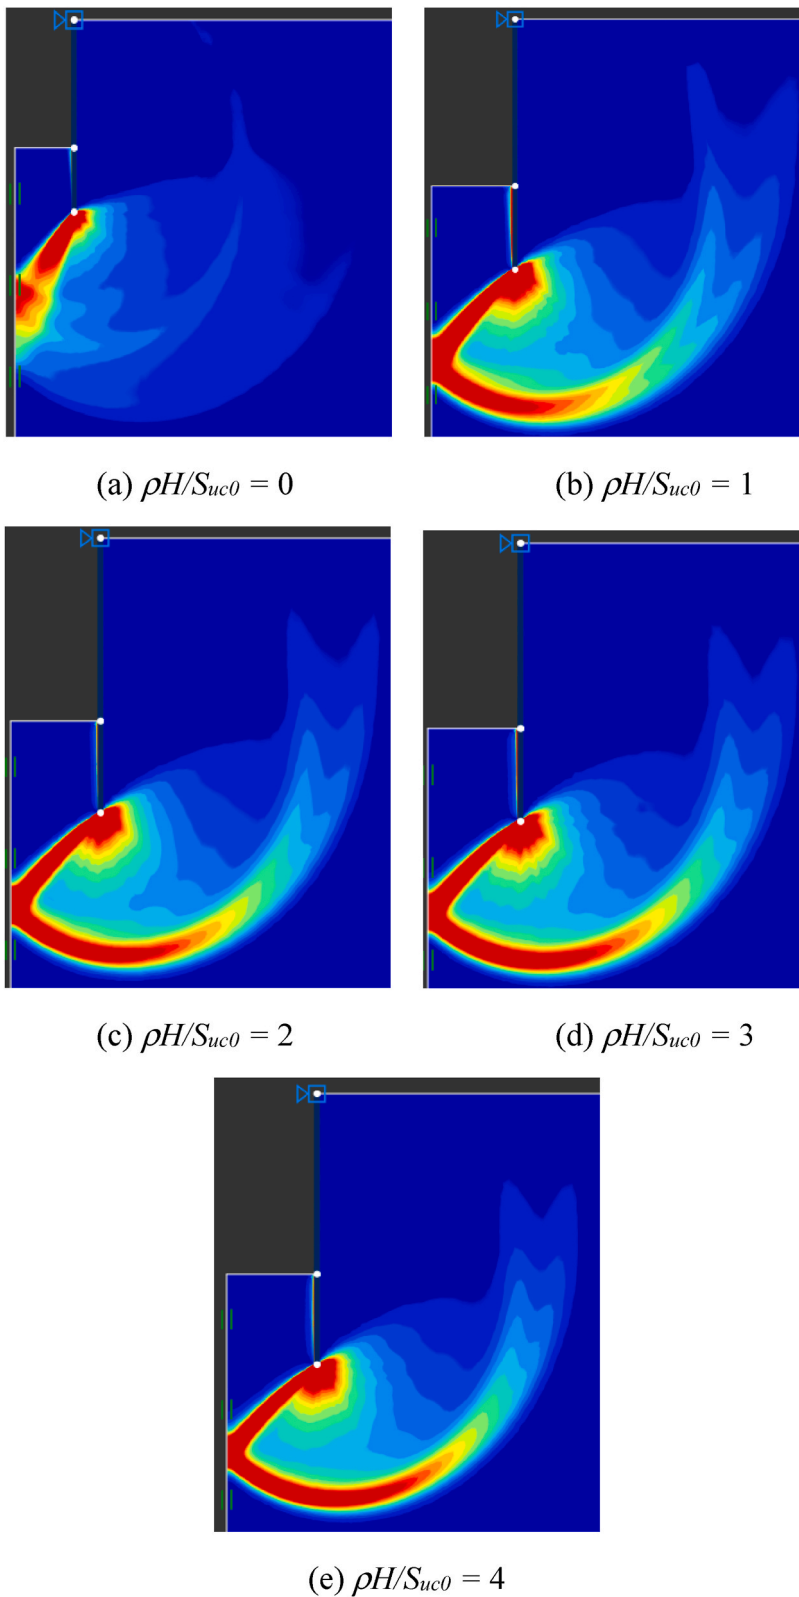 (a) ρH/Suc0 = 0
(b) ρH/Suc0 = 1
(c) ρH/Suc0 = 2
(d) ρH/Suc0 = 3
(e) ρH/Suc0 = 4